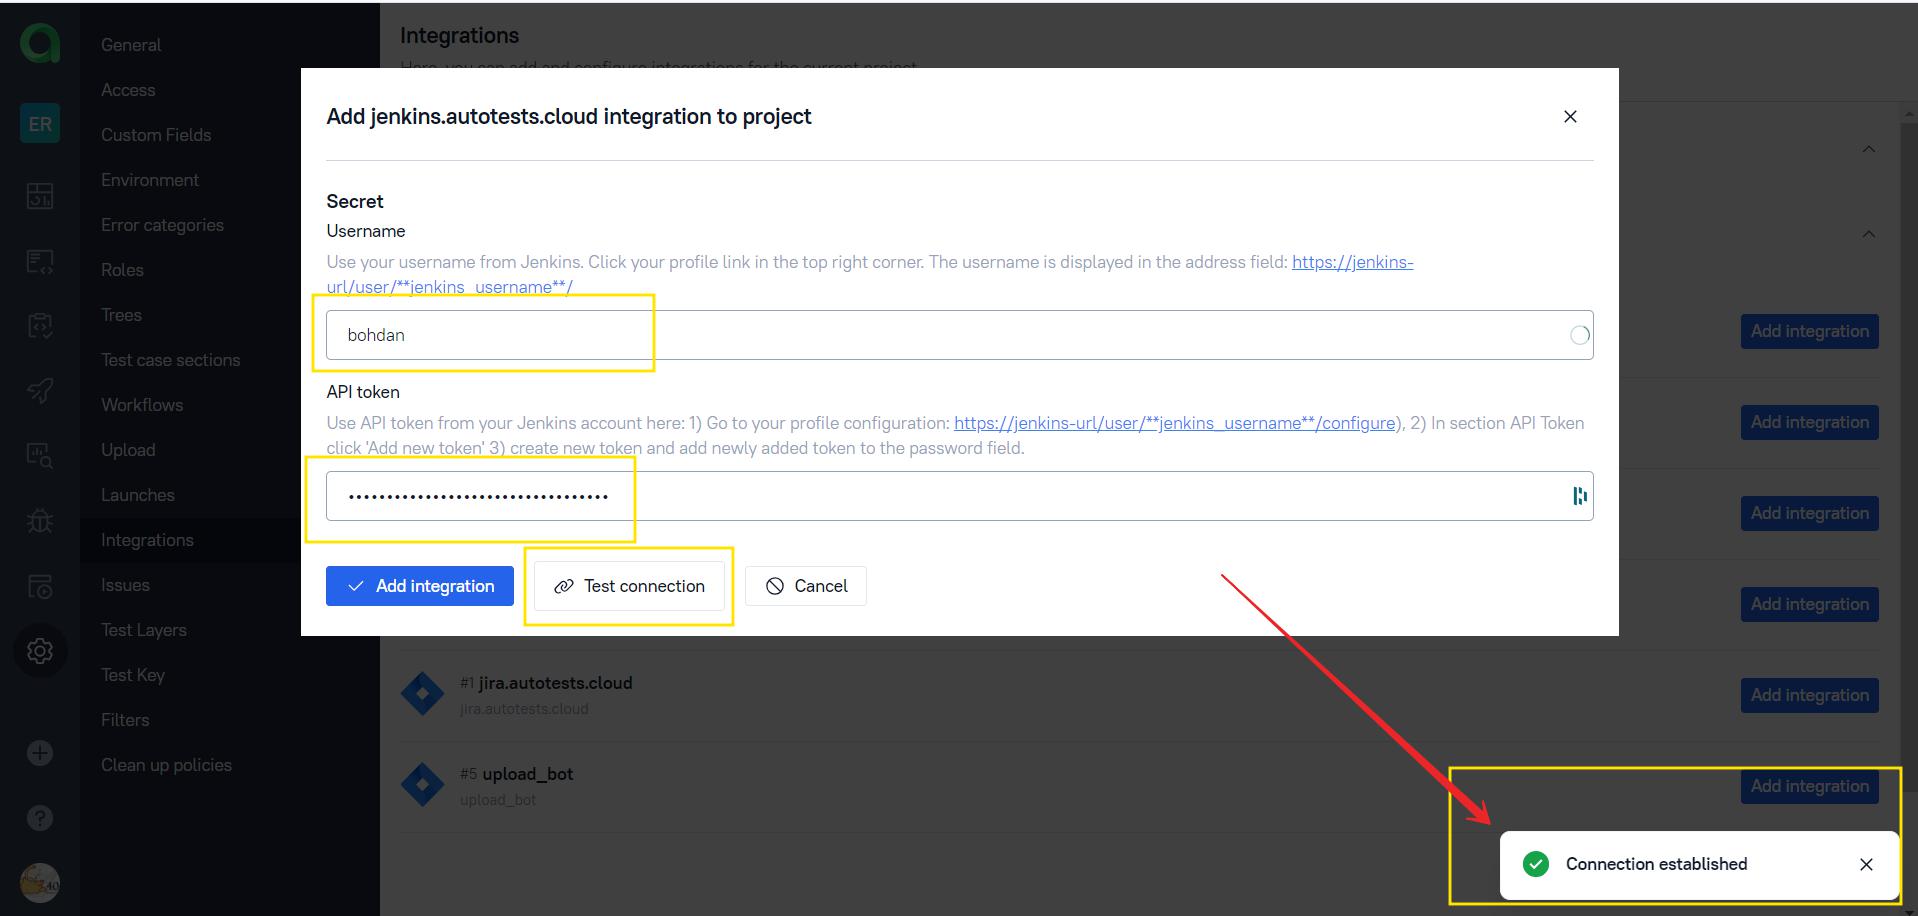 Integrations
Here, you can add and configure integrations for the current project
General
Access
ER
Custom Fields
Environment
Error categories
Roles
Trees
Test case sections
Workflows
Upload
Launches
Integrations
Issues
Test Layers
Test Key
Filters
Clean up policies
Add jenkins.autotests.cloud integration to project
Secret
Username
Use your username from Jenkins. Click your profile link in the top right corner. The username is displayed in the address field: https://jenkins-
url/user/**jenkins_username**/
bohdan
API token
Use API token from your Jenkins account here: 1) Go to your profile configuration: https://jenkins-url/user/**jenkins_username**/configure), 2) In section API Token
click 'Add new token' 3) create new token and add newly added token to the password field.
••••••••••••••••••••••••••••••••••
Add integration
Test connection
Cancel
Add integration
Add integration
Add integration
Add integration
#1 jira.autotests.cloud
jira.autotests.cloud
Add integration
#5 upload_bot
upload_bot
Add integration
Connection established